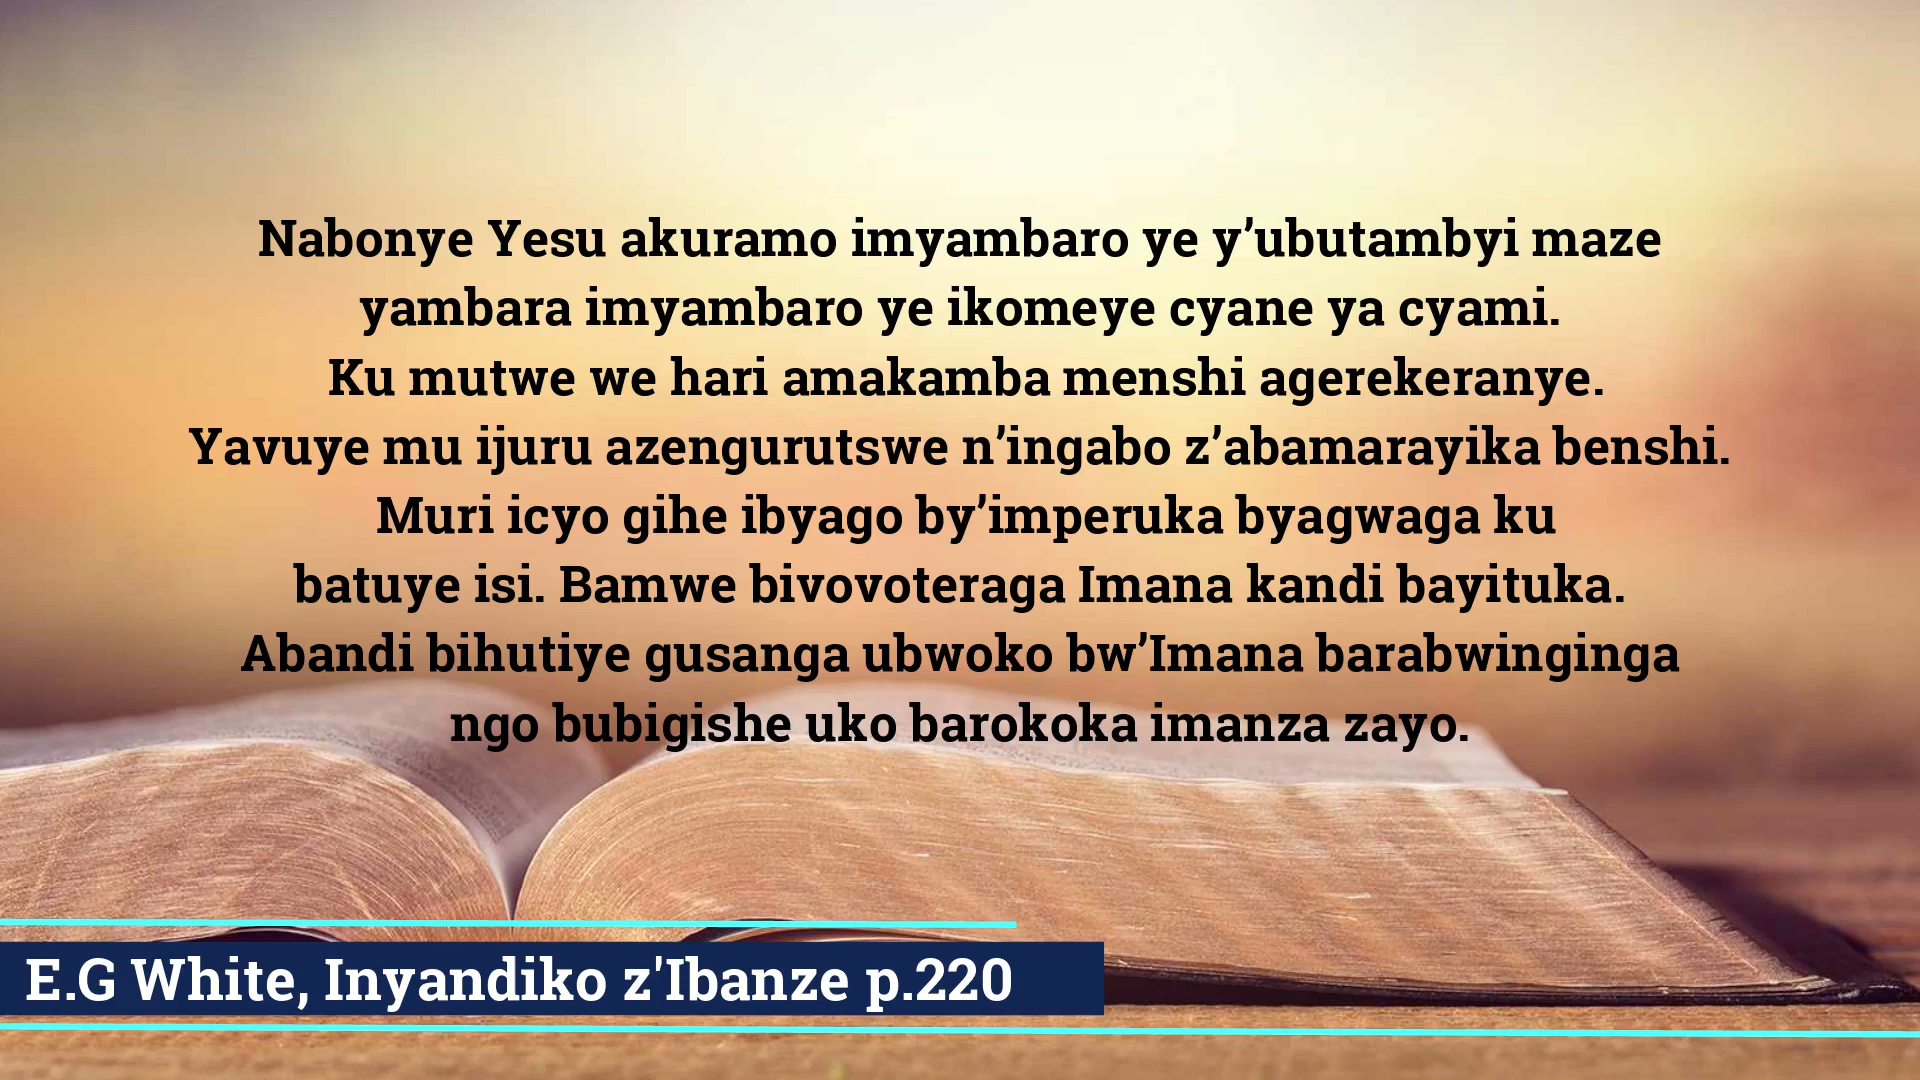 Nabonye Yesu akuramo imyambaro ye y’ubutambyi maze
yambara imyambaro ye ikomeye cyane ya cyami.
Ku mutwe we hari amakamba menshi agerekeranye.
Yavuye mu ijuru azengurutswe n’ingabo z’abamarayika benshi.
Muri icyo gihe ibyago by’imperuka byagwaga ku
batuye isi. Bamwe bivovoteraga Imana kandi bayituka.
Abandi bihutiye gusanga ubwoko bw’Imana barabwinginga
ngo bubigishe uko barokoka imanza zayo.
E.G White, Inyandiko z'Ibanze p.220